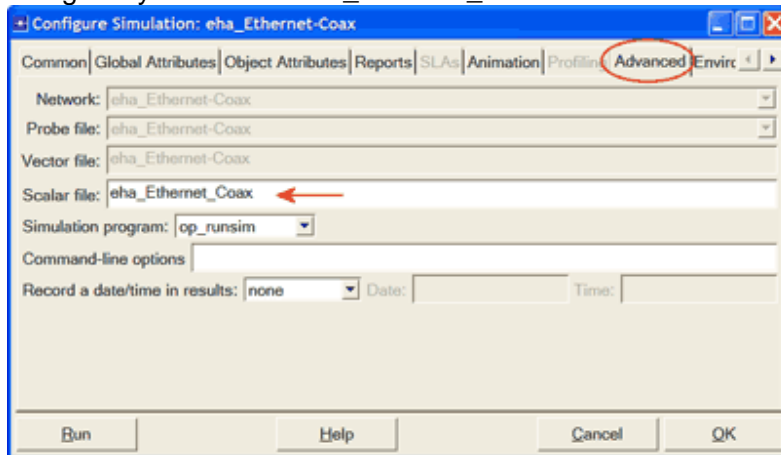 Configure Simulation: eha_Ethernet-Coax
Common Global Attributes Object Attributes Reports SLAs Animation Profiling Advanced
Network: eha_Ethernet-Coax
Probe file: eha_Ethernet-Coax
Vector file: eha_Ethernet-Coax
Scalar file: eha_Ethernet_Coax
Simulation program: op_runsim
Command-line options
Record a date/time in results: none Date: Time:
Run Help Cancel OK